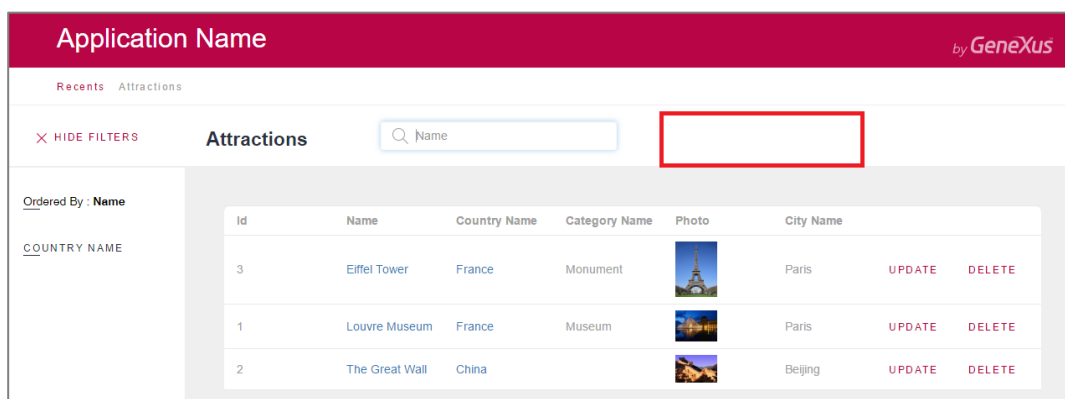 Application Name
by GeneXus
Recents Attractions
HIDE FILTERS
Attractions
Name
Ordered By : Name
COUNTRY NAME
Id Name Country Name Category Name Photo City Name
3 Eiffel Tower France Monument Paris UPDATE DELETE
1 Louvre Museum France Museum Paris UPDATE DELETE
2 The Great Wall China Beijing UPDATE DELETE